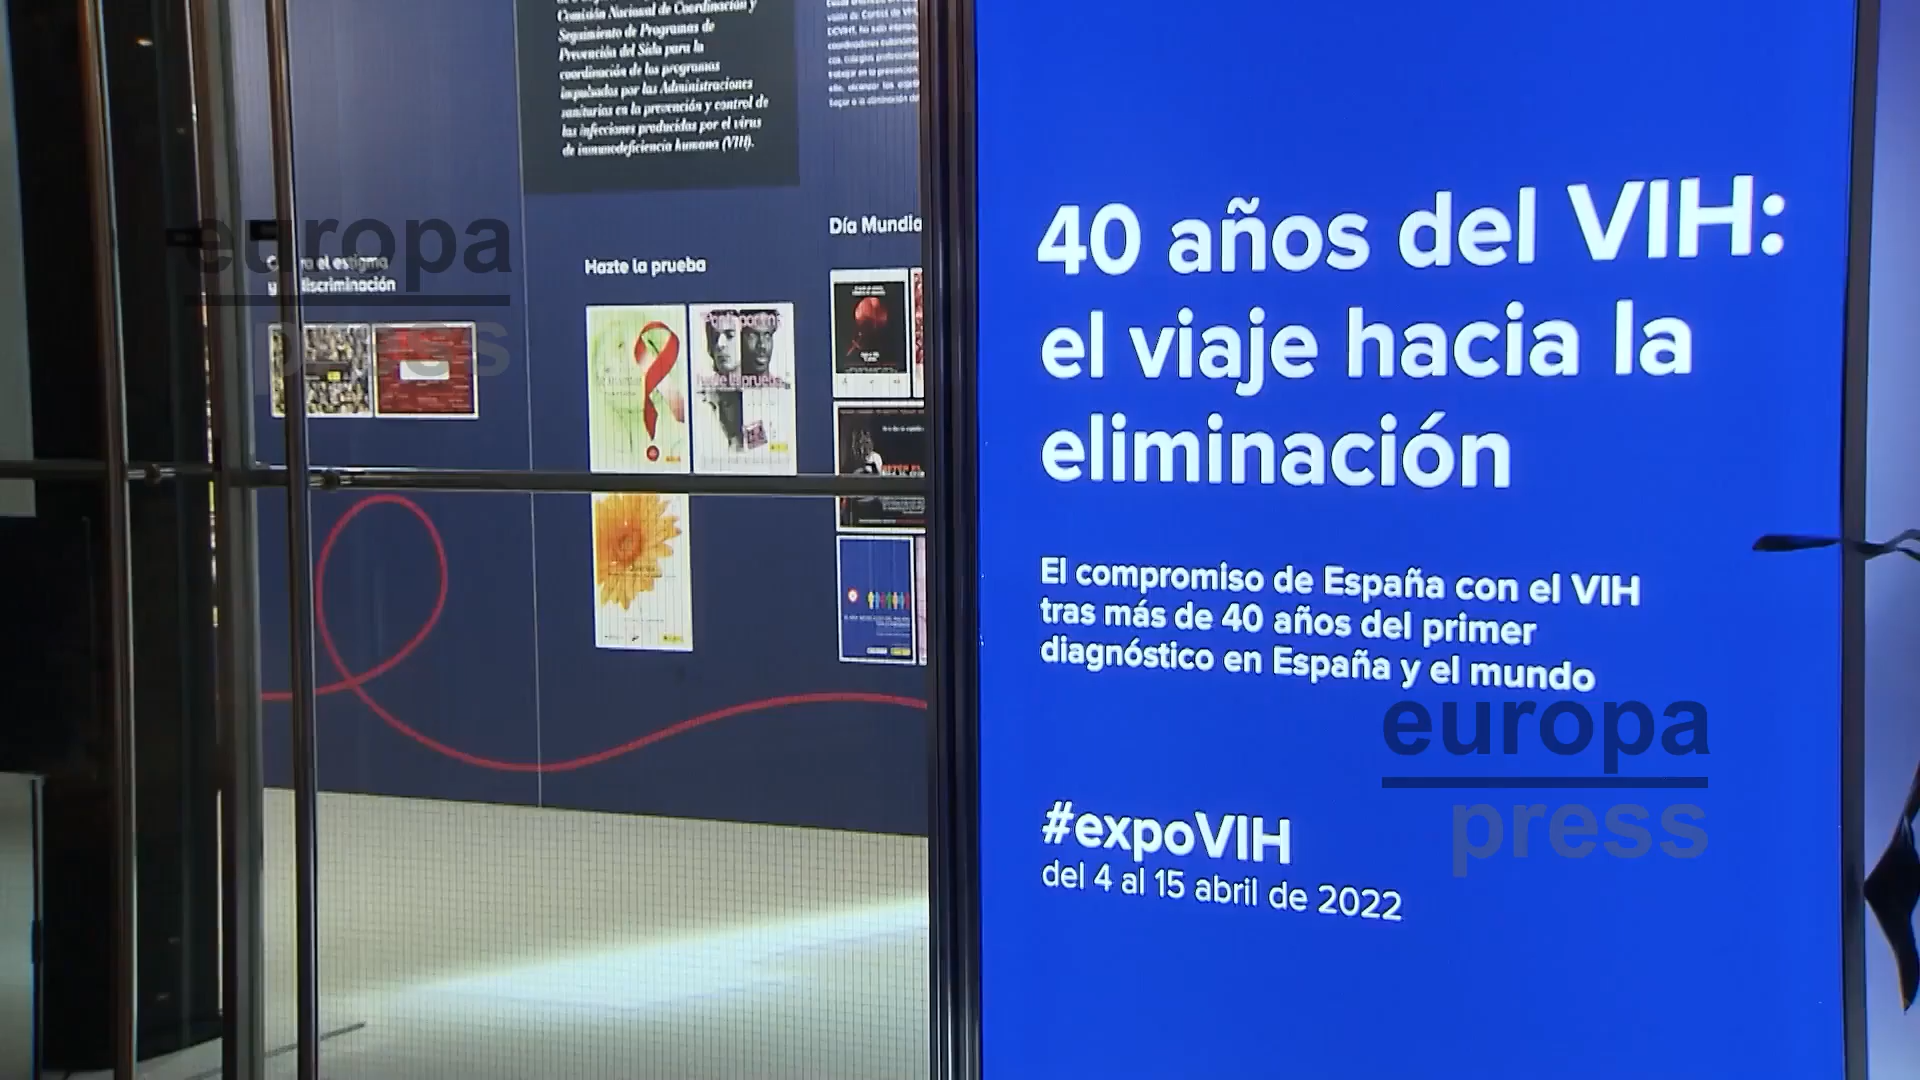 Comisión Nacional de Coordinación y
Seguimiento de Programas de
Prevención del Sida para la
coordinación de los programas
impulsados por las Administraciones
sanitarias en la prevención y control de
las infecciones producidas por el virus
de inmunodeficiencia humana (VIH).
el estigma
discriminación
Hazte la prueba
Día Mundia
40 años del VIH:
el viaje hacia la
eliminación
El compromiso de España con el VIH
tras más de 40 años del primer
diagnóstico en España y el mundo
#expoVIH
del 4 al 15 abril de 2022
europa
press
europa
press